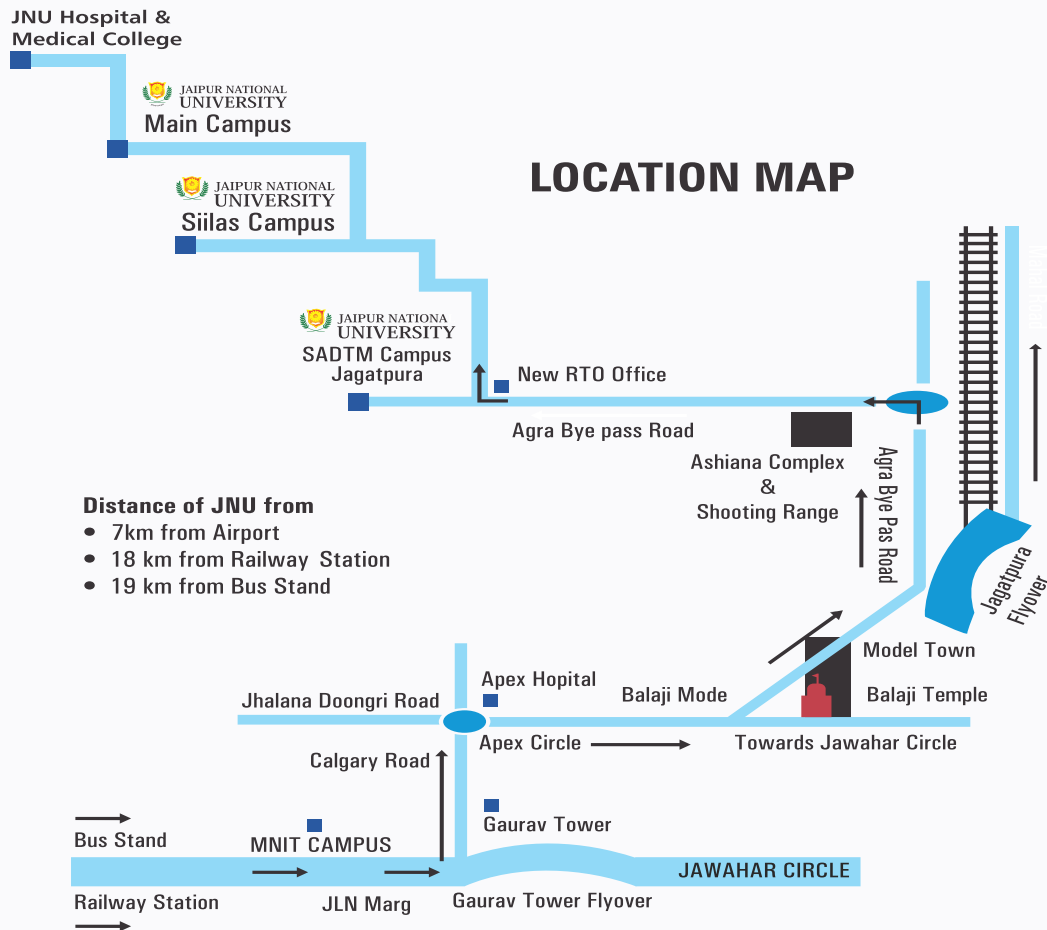 JNU Hospital &
Medical College
JAIPUR NATIONAL
UNIVERSITY
Main Campus
JAIPUR NATIONAL
UNIVERSITY
Siilas Campus
LOCATION MAP
JAIPUR NATIONA
UNIVERSITY
SADTM Campus
Jagatpura
New RTO Office
Agra Bye pass Road
Ashiana Complex
&
Shooting Range
Agra Bye Pas Road
Jagatpura
Flyover
Distance of JNU from
• 7km from Airport
• 18 km from Railway Station
• 19 km from Bus Stand
Model Town
Balaji Temple
Balaji Mode
Apex Hopital
Jhalana Doongri Road
Apex Circle
Towards Jawahar Circle
Calgary Road
Gaurav Tower
Bus Stand
MNIT CAMPUS
JAWAHAR CIRCLE
Railway Station
JLN Marg
Gaurav Tower Flyover